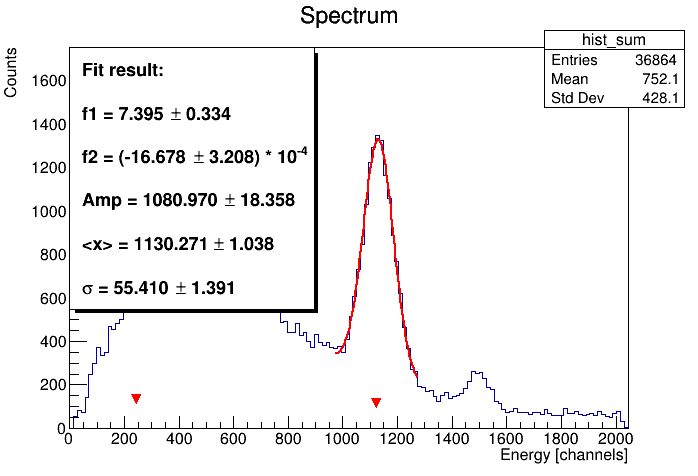 Spectrum
hist_sum
Entries 36864
Mean 752.1
Std Dev 428.1
Counts
Fit result:
f1 = 7.395 ± 0.334
f2 = (-16.678 ± 3.208) * 10^-4
Amp = 1080.970 ± 18.358
<x> = 1130.271 ± 1.038
σ = 55.410 ± 1.391
1600
1400
1200
1000
800
600
400
200
0
0 200 400 600 800 1000 1200 1400 1600 1800 2000
Energy [channels]